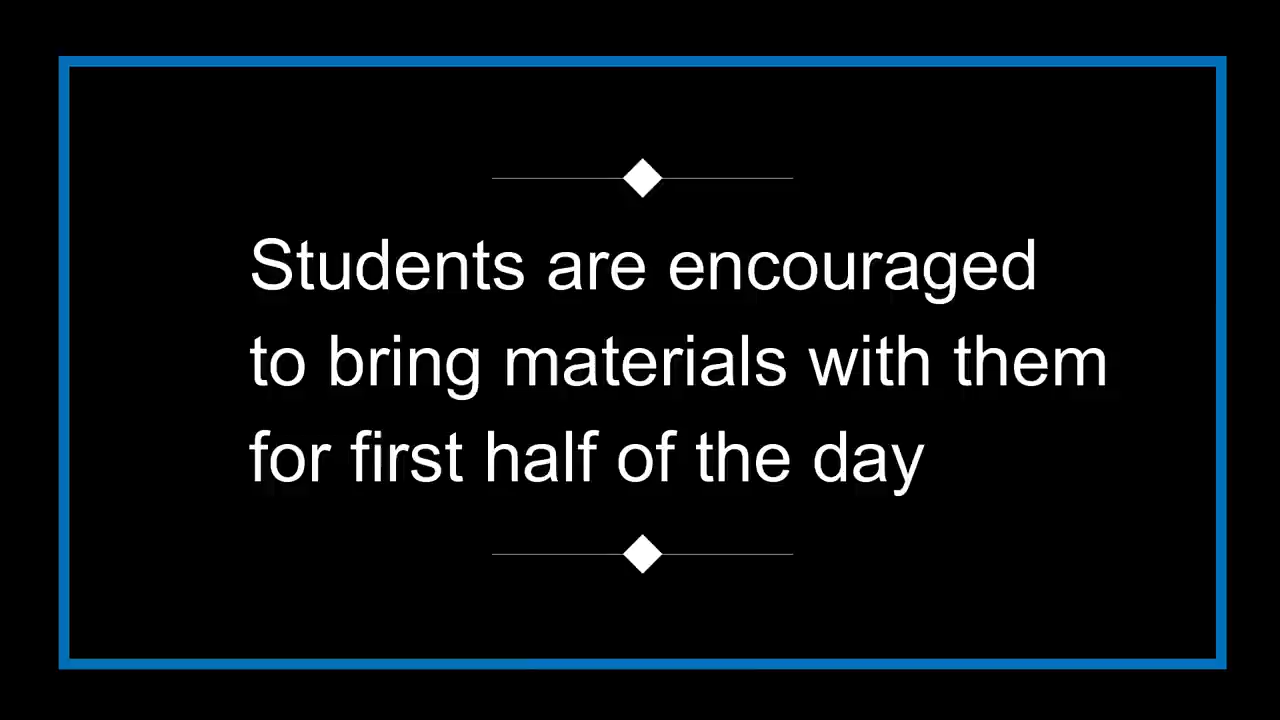 Students are encouraged
to bring materials with them
for first half of the day